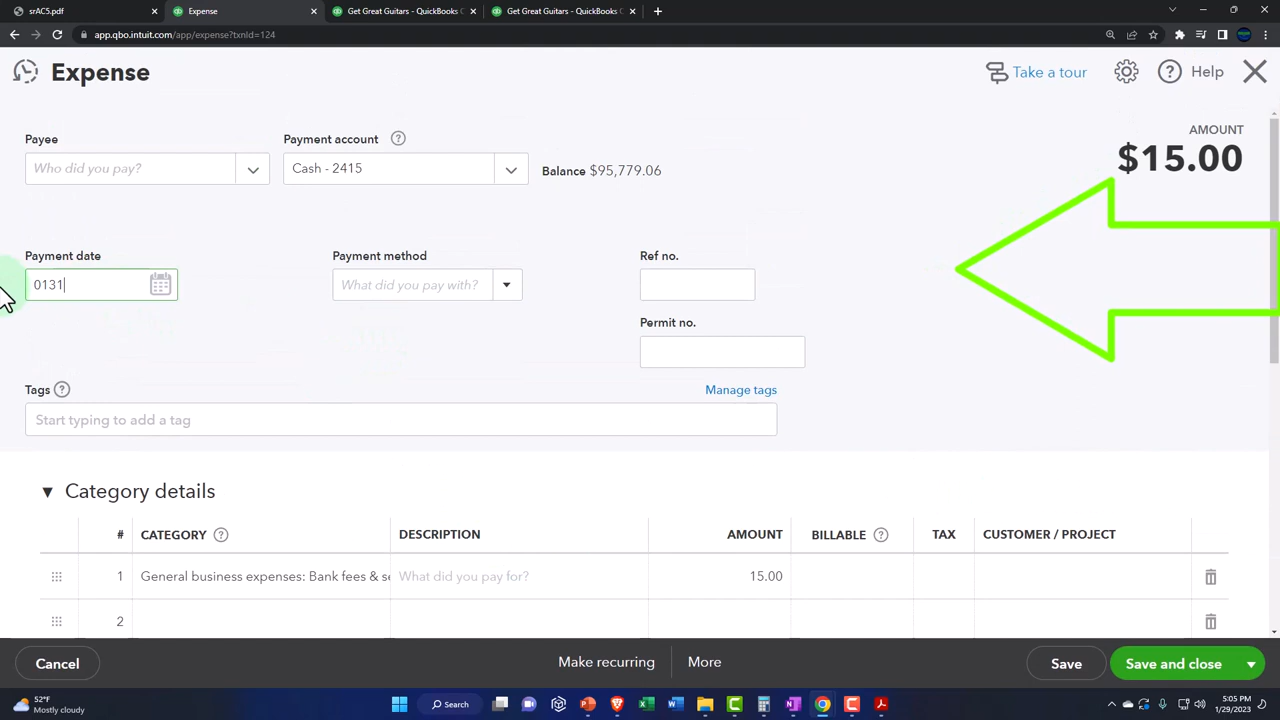 srAC5.pdf
Expense
Get Great Guitars - QuickBooks C
Get Great Guitars - QuickBooks C
app.qbo.intuit.com/app/expense?txnId=124
Expense
Take a tour
Help
Payee
Payment account
AMOUNT
$15.00
Who did you pay?
Cash - 2415
Balance $95,779.06
Payment date
Payment method
Ref no.
0131
What did you pay with?
Permit no.
Tags
Manage tags
Start typing to add a tag
Category details
# CATEGORY DESCRIPTION AMOUNT BILLABLE TAX CUSTOMER / PROJECT
1 General business expenses: Bank fees & se What did you pay for? 15.00
2
Cancel
Make recurring
More
Save
Save and close
52°F
Mostly cloudy
Search
5:05 PM
1/29/2023